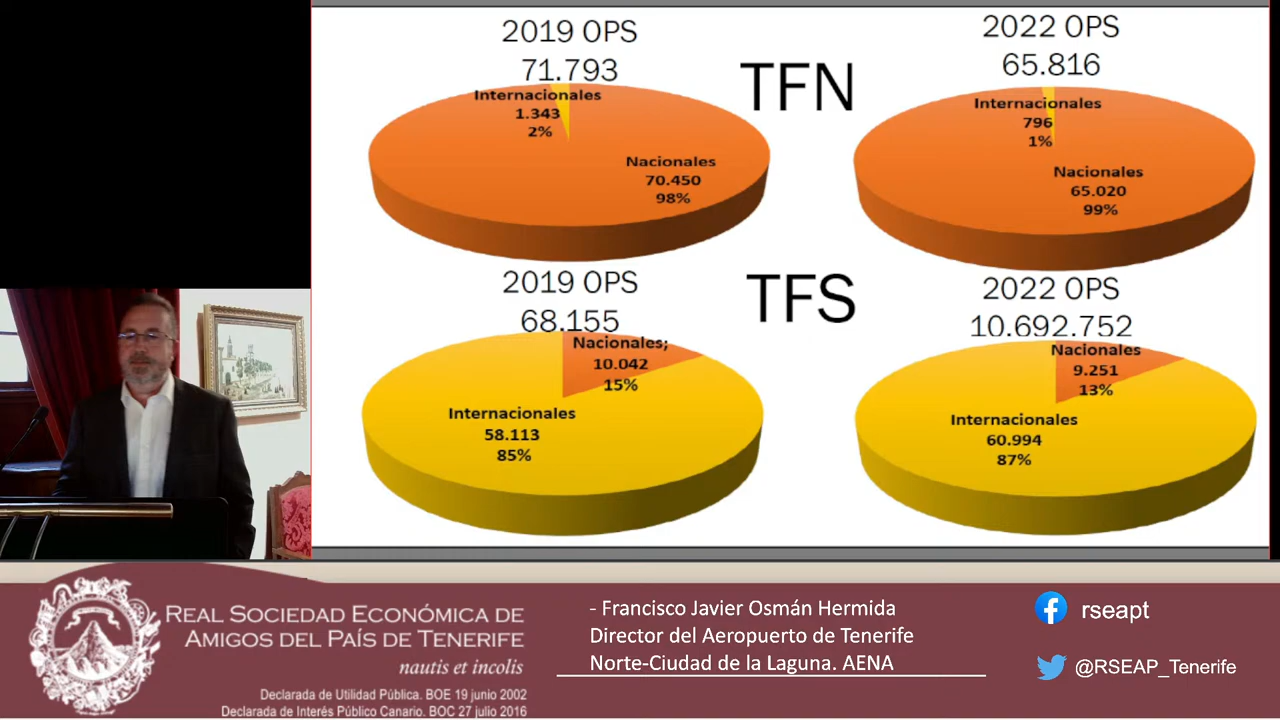 2019 OPS
71.793
Internacionales
1.343
2%
Nacionales
70.450
98%
TFN
2022 OPS
65.816
Internacionales
796
1%
Nacionales
65.020
99%
2019 OPS
68.155
Nacionales;
10.042
15%
Internacionales
58.113
85%
TFS
2022 OPS
10.692.752
Nacionales
9.251
13%
Internacionales
60.994
87%
REAL SOCIEDAD ECONÓMICA DE
AMIGOS DEL PAÍS DE TENERIFE
nautis et incolis
Declarada de Utilidad Pública. BOE 19 junio 2002
Declarada de Interés Público Canario. BOC 27 julio 2016
- Francisco Javier Osmán Hermida
Director del Aeropuerto de Tenerife
Norte-Ciudad de la Laguna. AENA
rseapt
@RSEAP_Tenerife